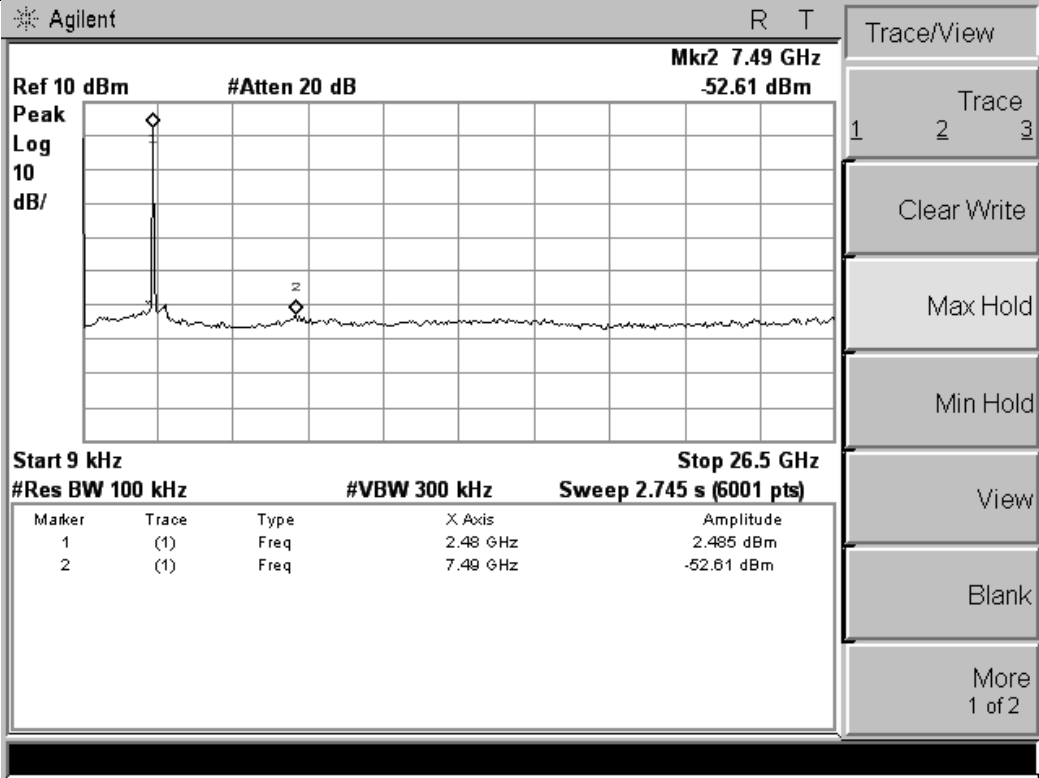 Agilent R T
Mkr2 7.49 GHz
Ref 10 dBm #Atten 20 dB -52.61 dBm
Peak
Log
10
dB/
1
2
Start 9 kHz Stop 26.5 GHz
#Res BW 100 kHz #VBW 300 kHz Sweep 2.745 s (6001 pts)
Marker Trace Type X Axis Amplitude
1 (1) Freq 2.48 GHz 2.485 dBm
2 (1) Freq 7.49 GHz -52.61 dBm
Trace/View
Trace
1 2 3
Clear Write
Max Hold
Min Hold
View
Blank
More
1 of 2